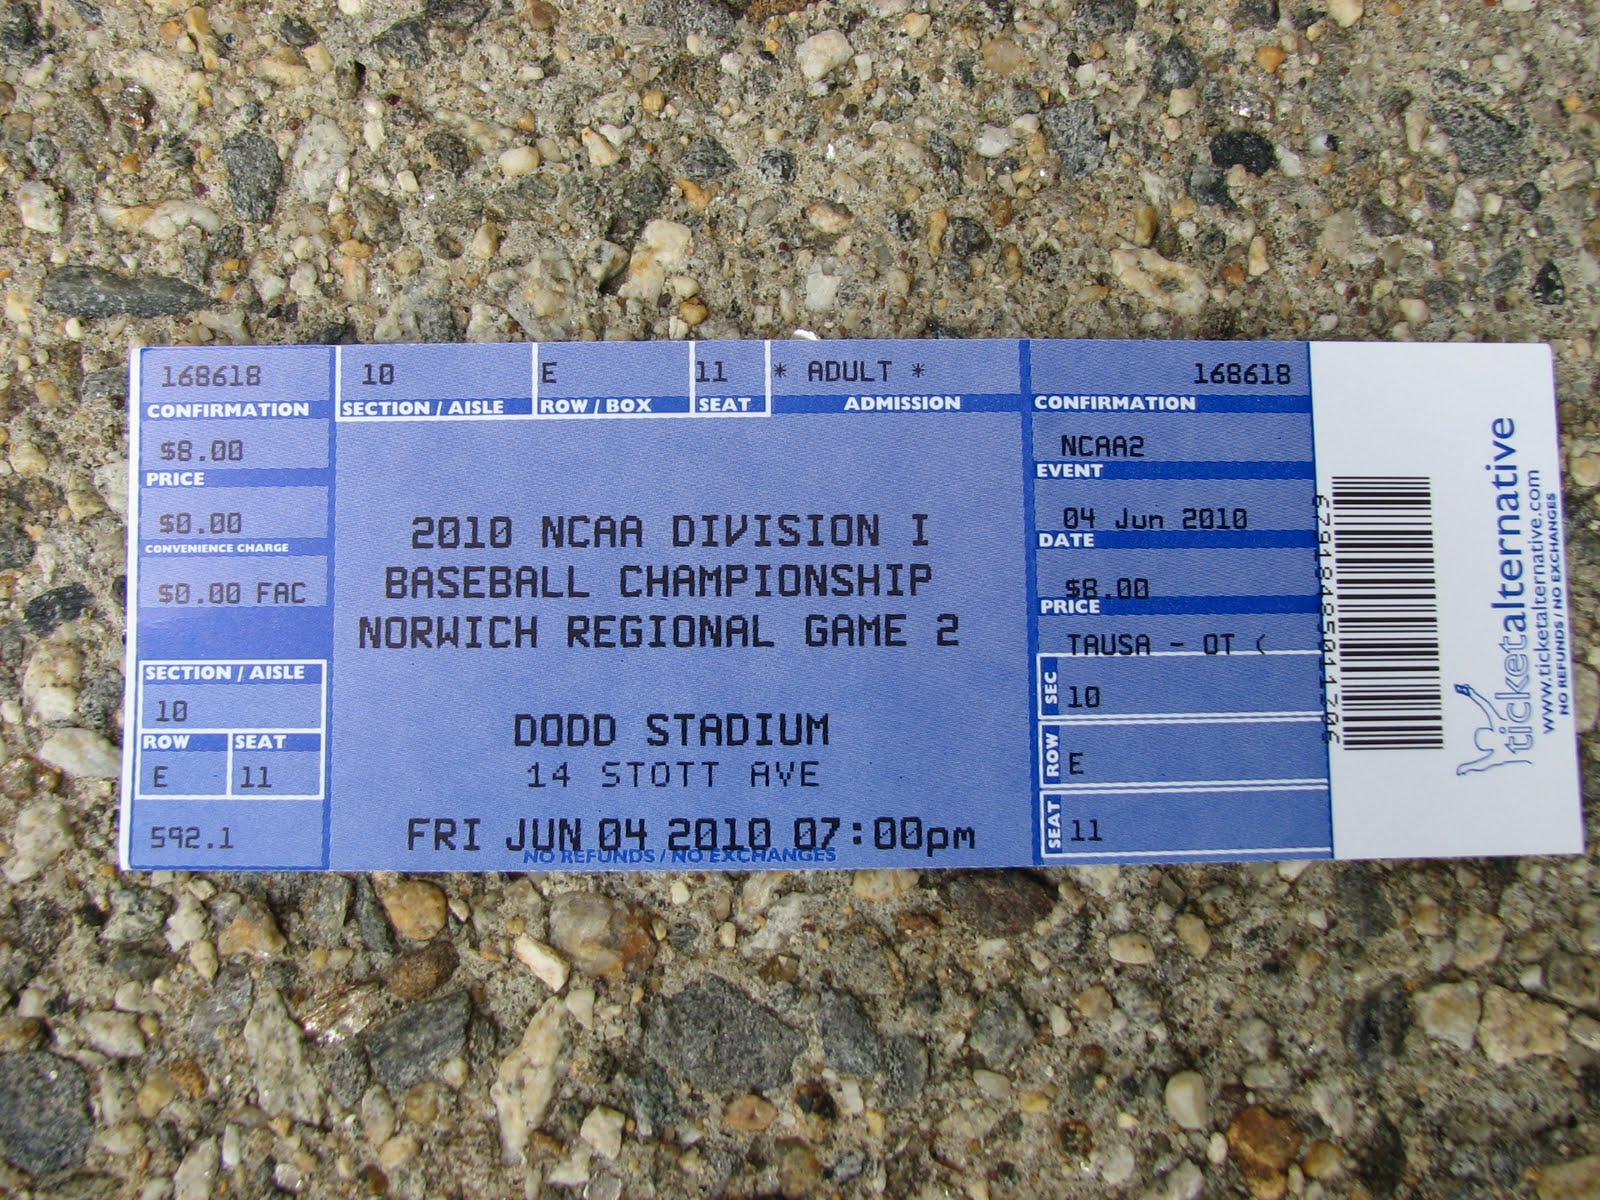 168618
CONFIRMATION
$8.00
PRICE
$0.00
CONVENIENCE CHARGE
$0.00 FAC
SECTION / AISLE
10
ROW SEAT
E 11
592.1
10 E 11 * ADULT *
SECTION / AISLE ROW / BOX SEAT ADMISSION
2010 NCAA DIVISION I
BASEBALL CHAMPIONSHIP
NORWICH REGIONAL GAME 2
DODD STADIUM
14 STOTT AVE
FRI JUN 04 2010 07:00pm
NO REFUNDS / NO EXCHANGES
168618
CONFIRMATION
NCAA2
EVENT
04 Jun 2010
DATE
$8.00
PRICE
TAUSA - OT (
SEC 10
ROW E
SEAT 11
ticketalternative
www.ticketalternative.com
NO REFUNDS / NO EXCHANGES